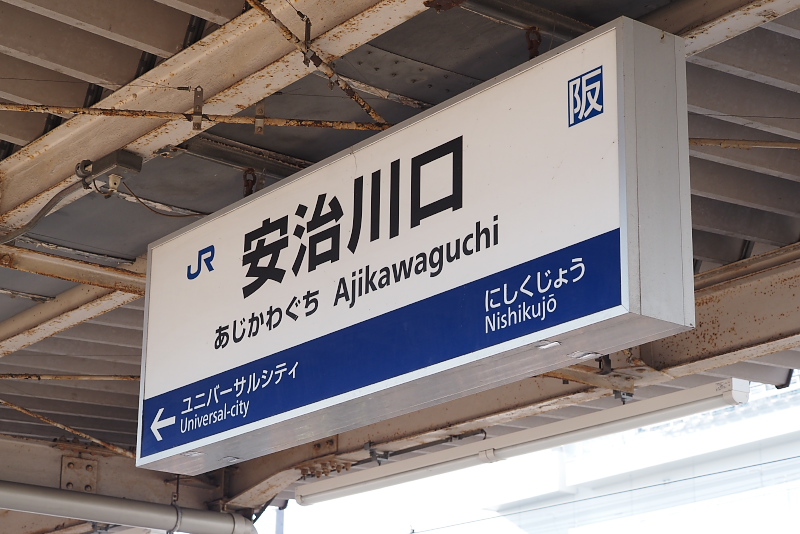 阪
JR
安治川口
あじかわぐち Ajikawaguchi
にしくじょう
Nishikujō
← ユニバーサルシティ
Universal-city